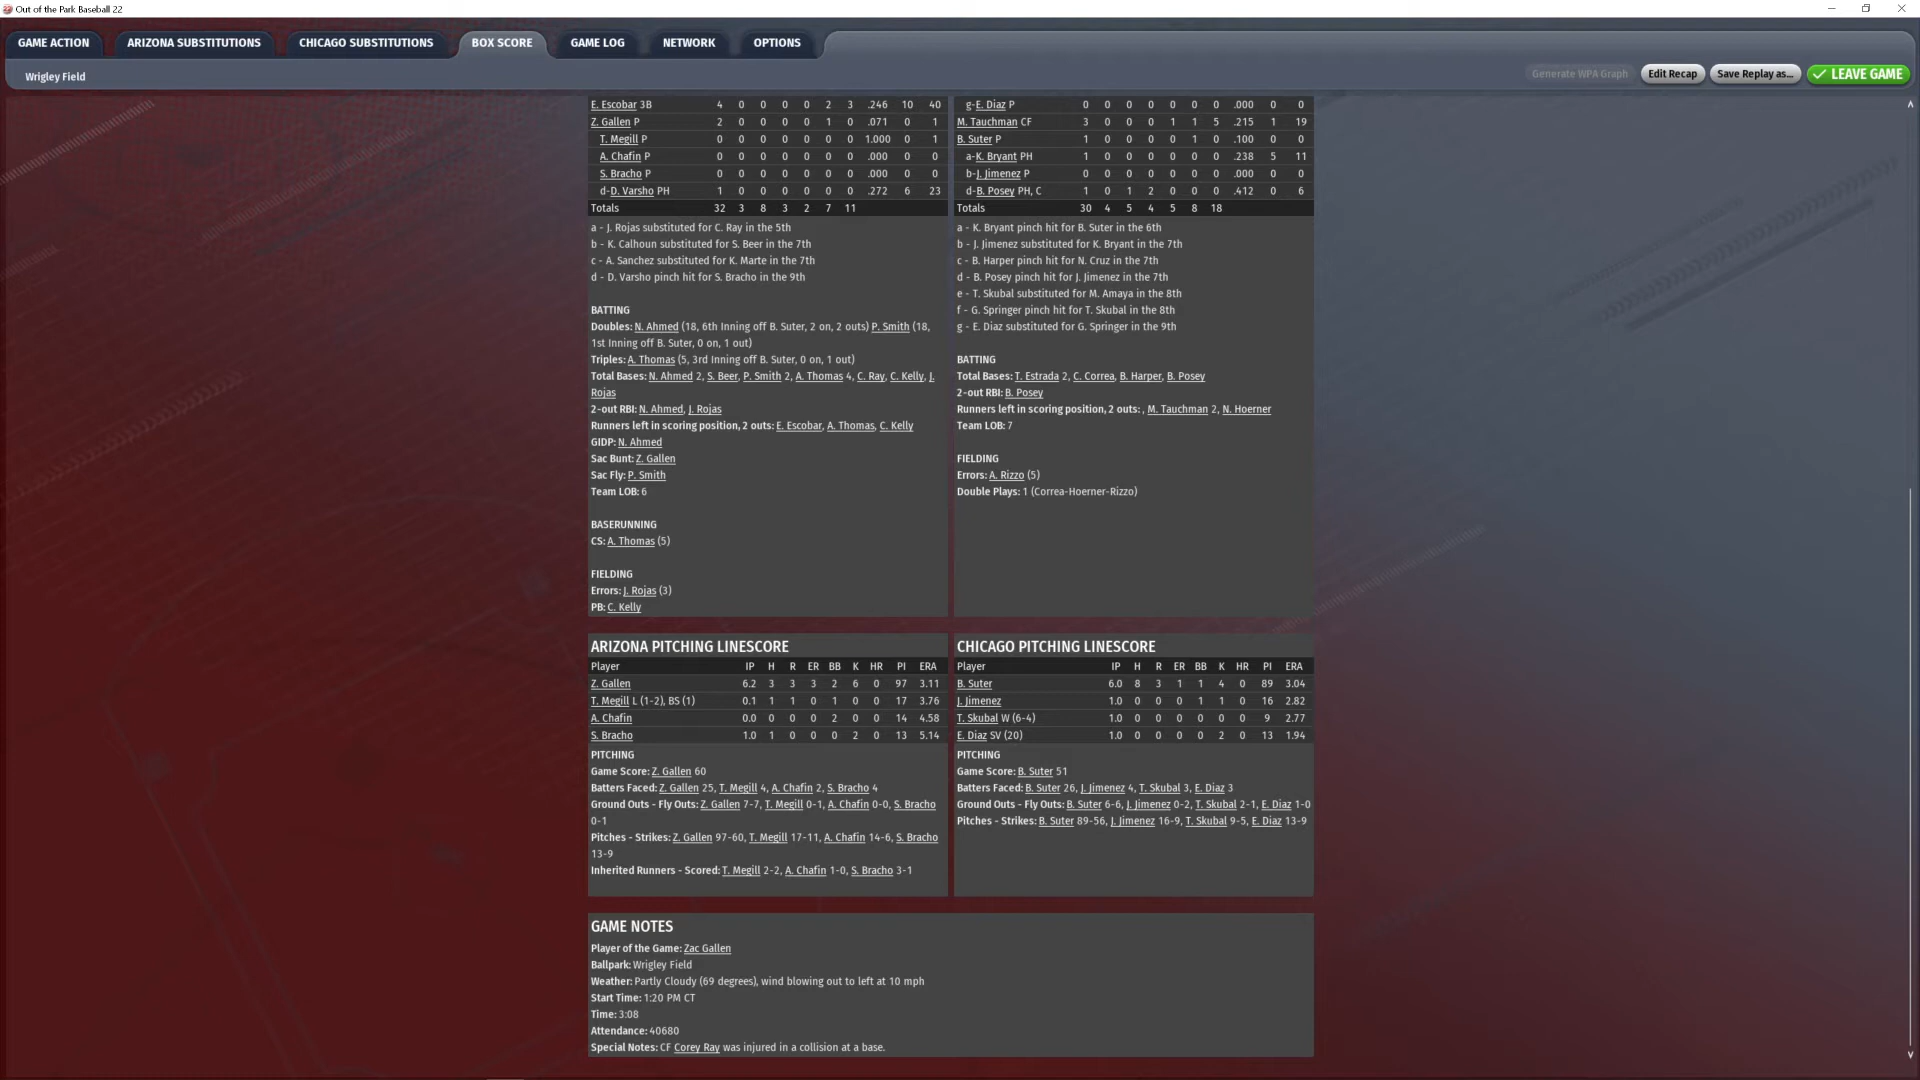 Out of the Park Baseball 22
GAME ACTION ARIZONA SUBSTITUTIONS CHICAGO SUBSTITUTIONS BOX SCORE GAME LOG NETWORK OPTIONS
Wrigley Field Generate WPA Graph Edit Recap Save Replay as... LEAVE GAME
E. Escobar 3B 4 0 0 0 0 2 3 .246 10 40
Z. Gallen P 2 0 0 0 0 1 0 .071 0 1
T. Megill P 0 0 0 0 0 0 0 1.000 0 1
A. Chafin P 0 0 0 0 0 0 0 .000 0 0
S. Bracho P 0 0 0 0 0 0 0 .000 0 0
d-D. Varsho PH 1 0 0 0 0 0 0 .272 6 23
Totals 32 3 8 3 2 7 11
a - J. Rojas substituted for C. Ray in the 5th
b - K. Calhoun substituted for S. Beer in the 7th
c - A. Sanchez substituted for K. Marte in the 7th
d - D. Varsho pinch hit for S. Bracho in the 9th
BATTING
Doubles: N. Ahmed (18, 6th Inning off B. Suter, 2 on, 2 outs) P. Smith (18,
1st Inning off B. Suter, 0 on, 1 out)
Triples: A. Thomas (5, 3rd Inning off B. Suter, 0 on, 1 out)
Total Bases: N. Ahmed 2, S. Beer, P. Smith 2, A. Thomas 4, C. Ray, C. Kelly, J.
Rojas
2-out RBI: N. Ahmed, J. Rojas
Runners left in scoring position, 2 outs: E. Escobar, A. Thomas, C. Kelly
GIDP: N. Ahmed
Sac Bunt: Z. Gallen
Sac Fly: P. Smith
Team LOB: 6
BASERUNNING
CS: A. Thomas (5)
FIELDING
Errors: J. Rojas (3)
PB: C. Kelly
g-E. Diaz P 0 0 0 0 0 0 0 .000 0 0
M. Tauchman CF 3 0 0 0 1 1 5 .215 1 19
B. Suter P 1 0 0 0 0 1 0 .100 0 0
a-K. Bryant PH 1 0 0 0 0 0 0 .238 5 11
b-J. Jimenez P 0 0 0 0 0 0 0 .000 0 0
d-B. Posey PH, C 1 0 1 2 0 0 0 .412 0 6
Totals 30 4 5 4 5 8 18
a - K. Bryant pinch hit for B. Suter in the 6th
b - J. Jimenez substituted for K. Bryant in the 7th
c - B. Harper pinch hit for N. Cruz in the 7th
d - B. Posey pinch hit for J. Jimenez in the 7th
e - T. Skubal substituted for M. Amaya in the 8th
f - G. Springer pinch hit for T. Skubal in the 8th
g - E. Diaz substituted for G. Springer in the 9th
BATTING
Total Bases: T. Estrada 2, C. Correa, B. Harper, B. Posey
2-out RBI: B. Posey
Runners left in scoring position, 2 outs: , M. Tauchman 2, N. Hoerner
Team LOB: 7
FIELDING
Errors: A. Rizzo (5)
Double Plays: 1 (Correa-Hoerner-Rizzo)
ARIZONA PITCHING LINESCORE
Player IP H R ER BB K HR PI ERA
Z. Gallen 6.2 3 3 3 2 6 0 97 3.11
T. Megill L (1-2), BS (1) 0.1 1 1 0 1 0 0 17 3.76
A. Chafin 0.0 0 0 0 2 0 0 14 4.58
S. Bracho 1.0 1 0 0 0 2 0 13 5.14
PITCHING
Game Score: Z. Gallen 60
Batters Faced: Z. Gallen 25, T. Megill 4, A. Chafin 2, S. Bracho 4
Ground Outs - Fly Outs: Z. Gallen 7-7, T. Megill 0-1, A. Chafin 0-0, S. Bracho
0-1
Pitches - Strikes: Z. Gallen 97-60, T. Megill 17-11, A. Chafin 14-6, S. Bracho
13-9
Inherited Runners - Scored: T. Megill 2-2, A. Chafin 1-0, S. Bracho 3-1
CHICAGO PITCHING LINESCORE
Player IP H R ER BB K HR PI ERA
B. Suter 6.0 8 3 1 1 4 0 89 3.04
J. Jimenez 1.0 0 0 0 1 1 0 16 2.82
T. Skubal W (6-4) 1.0 0 0 0 0 0 0 9 2.77
E. Diaz SV (20) 1.0 0 0 0 0 2 0 13 1.94
PITCHING
Game Score: B. Suter 51
Batters Faced: B. Suter 26, J. Jimenez 4, T. Skubal 3, E. Diaz 3
Ground Outs - Fly Outs: B. Suter 6-6, J. Jimenez 0-2, T. Skubal 2-1, E. Diaz 1-0
Pitches - Strikes: B. Suter 89-56, J. Jimenez 16-9, T. Skubal 9-5, E. Diaz 13-9
GAME NOTES
Player of the Game: Zac Gallen
Ballpark: Wrigley Field
Weather: Partly Cloudy (69 degrees), wind blowing out to left at 10 mph
Start Time: 1:20 PM CT
Time: 3:08
Attendance: 40680
Special Notes: CF Corey Ray was injured in a collision at a base.